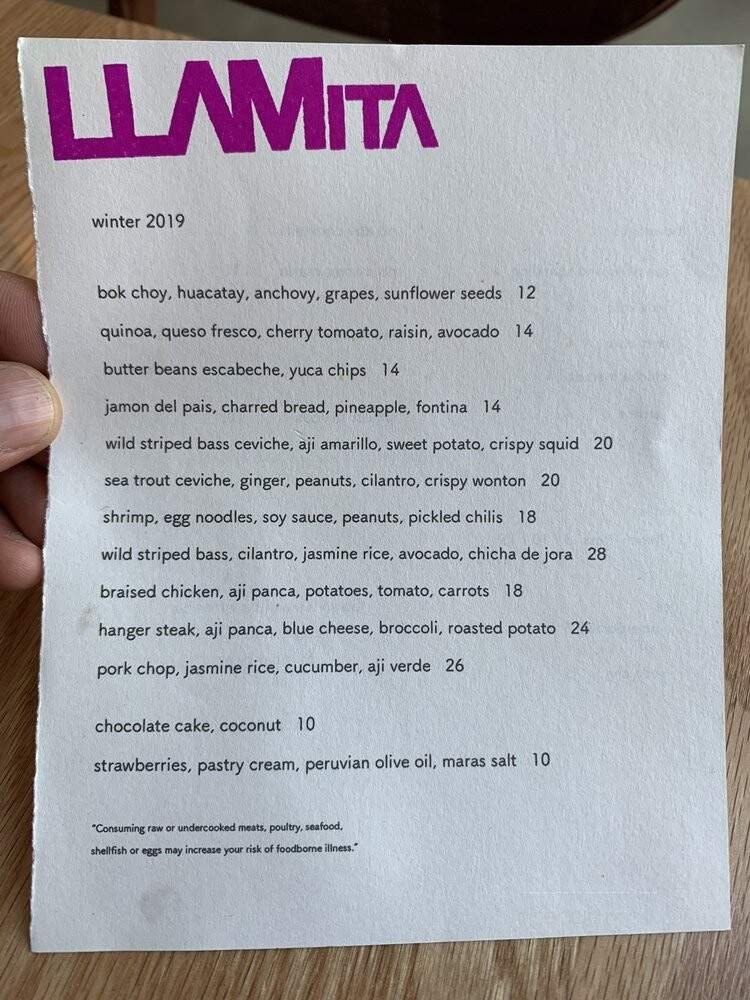 LLAMITA
winter 2019
bok choy, huacatay, anchovy, grapes, sunflower seeds 12
quinoa, queso fresco, cherry tomoato, raisin, avocado 14
butter beans escabeche, yuca chips 14
jamon del pais, charred bread, pineapple, fontina 14
wild striped bass ceviche, aji amarillo, sweet potato, crispy squid 20
sea trout ceviche, ginger, peanuts, cilantro, crispy wonton 20
shrimp, egg noodles, soy sauce, peanuts, pickled chilis 18
wild striped bass, cilantro, jasmine rice, avocado, chicha de jora 28
braised chicken, aji panca, potatoes, tomato, carrots 18
hanger steak, aji panca, blue cheese, broccoli, roasted potato 24
pork chop, jasmine rice, cucumber, aji verde 26
chocolate cake, coconut 10
strawberries, pastry cream, peruvian olive oil, maras salt 10
"Consuming raw or undercooked meats, poultry, seafood,
shellfish or eggs may increase your risk of foodborne illness."